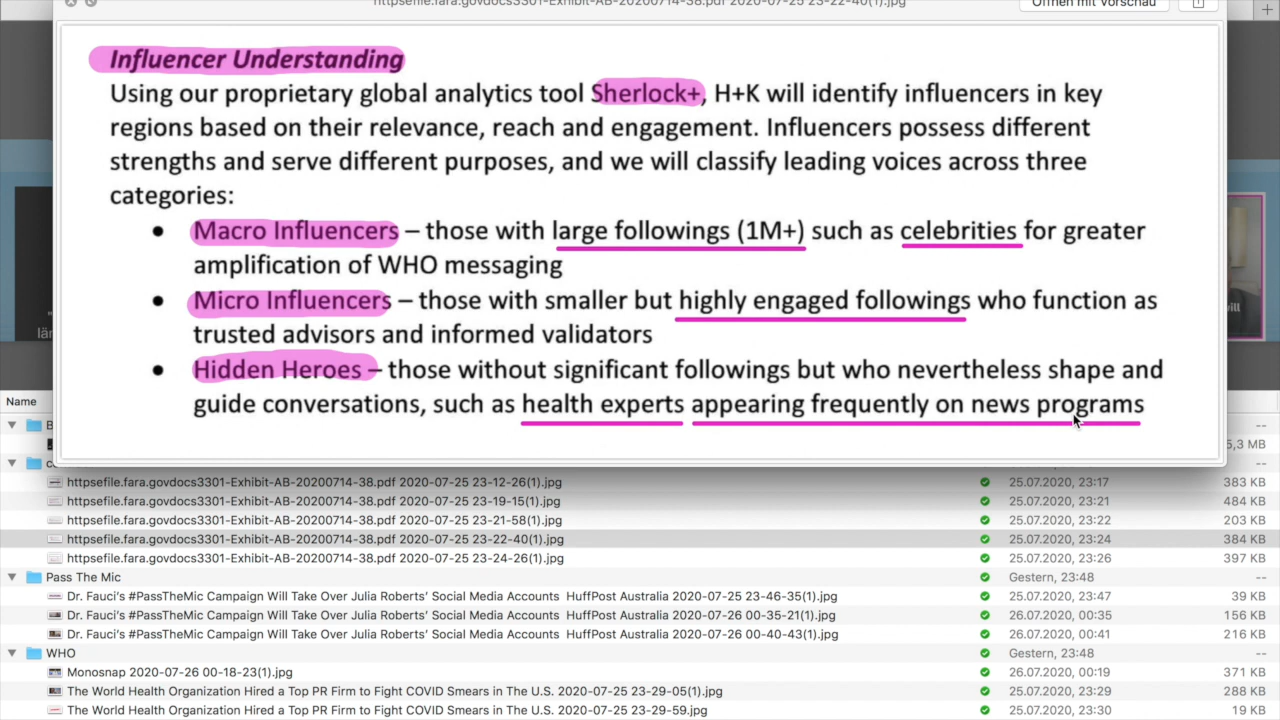 httpsefile.fara.govdocs3301-Exhibit-AB-20200714-38.pdf 2020-07-25 23-22-40(1).jpg
Öffnen mit Vorschau
Influencer Understanding
Using our proprietary global analytics tool Sherlock+, H+K will identify influencers in key
regions based on their relevance, reach and engagement. Influencers possess different
strengths and serve different purposes, and we will classify leading voices across three
categories:
• Macro Influencers – those with large followings (1M+) such as celebrities for greater
amplification of WHO messaging
• Micro Influencers – those with smaller but highly engaged followings who function as
trusted advisors and informed validators
• Hidden Heroes – those without significant followings but who nevertheless shape and
guide conversations, such as health experts appearing frequently on news programs
Name
B --
5,3 MB
--
httpsefile.fara.govdocs3301-Exhibit-AB-20200714-38.pdf 2020-07-25 23-12-26(1).jpg 25.07.2020, 23:17 383 KB
httpsefile.fara.govdocs3301-Exhibit-AB-20200714-38.pdf 2020-07-25 23-19-15(1).jpg 25.07.2020, 23:21 484 KB
httpsefile.fara.govdocs3301-Exhibit-AB-20200714-38.pdf 2020-07-25 23-21-58(1).jpg 25.07.2020, 23:22 203 KB
httpsefile.fara.govdocs3301-Exhibit-AB-20200714-38.pdf 2020-07-25 23-22-40(1).jpg 25.07.2020, 23:24 384 KB
httpsefile.fara.govdocs3301-Exhibit-AB-20200714-38.pdf 2020-07-25 23-24-26(1).jpg 25.07.2020, 23:26 397 KB
Pass The Mic Gestern, 23:48 --
Dr. Fauci's #PassTheMic Campaign Will Take Over Julia Roberts' Social Media Accounts HuffPost Australia 2020-07-25 23-46-35(1).jpg 25.07.2020, 23:47 39 KB
Dr. Fauci's #PassTheMic Campaign Will Take Over Julia Roberts' Social Media Accounts HuffPost Australia 2020-07-26 00-35-21(1).jpg 26.07.2020, 00:35 156 KB
Dr. Fauci's #PassTheMic Campaign Will Take Over Julia Roberts' Social Media Accounts HuffPost Australia 2020-07-26 00-40-43(1).jpg 26.07.2020, 00:41 216 KB
WHO Gestern, 23:48 --
Monosnap 2020-07-26 00-18-23(1).jpg 26.07.2020, 00:19 371 KB
The World Health Organization Hired a Top PR Firm to Fight COVID Smears in The U.S. 2020-07-25 23-29-05(1).jpg 25.07.2020, 23:29 288 KB
The World Health Organization Hired a Top PR Firm to Fight COVID Smears in The U.S. 2020-07-25 23-29-59.jpg 25.07.2020, 23:30 19 KB